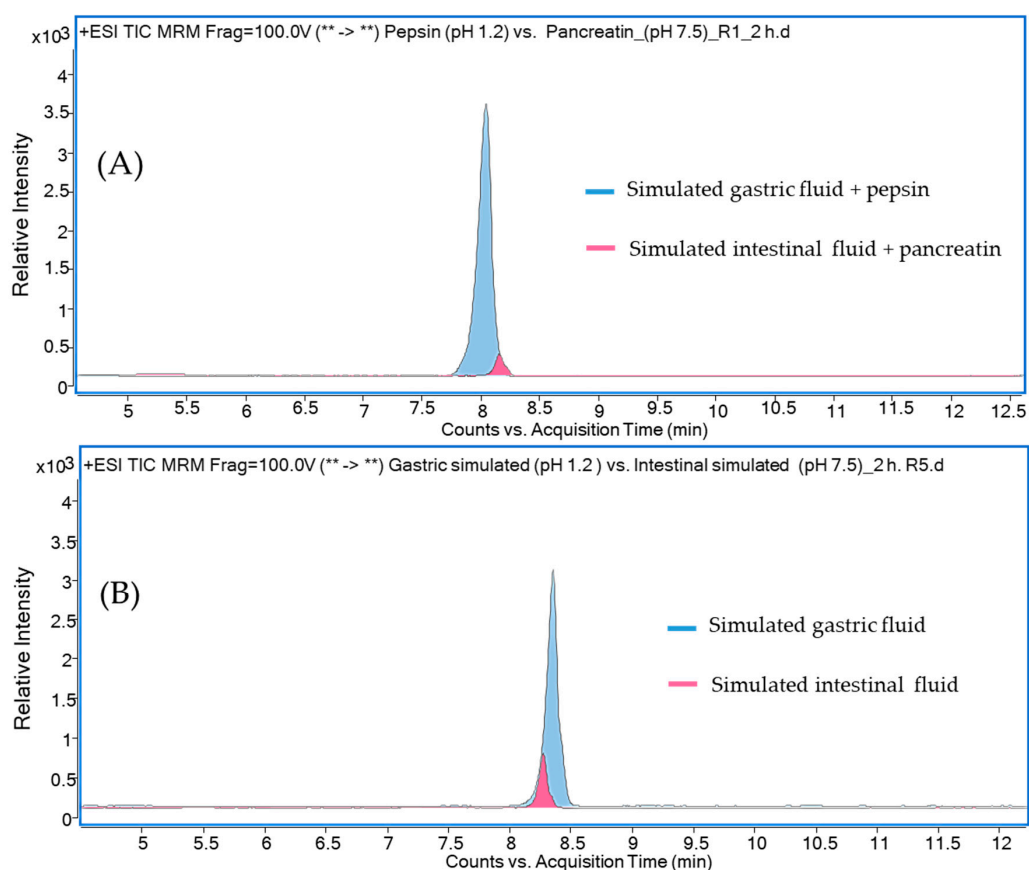 x10³
+ESI TIC MRM Frag=100.0V (** -> **) Pepsin (pH 1.2) vs. Pancreatin_(pH 7.5)_R1_2 h.d
4
3.5
3
2.5
2
1.5
1
0.5
0
Relative Intensity
(A)
Simulated gastric fluid + pepsin
Simulated intestinal fluid + pancreatin
5 5.5 6 6.5 7 7.5 8 8.5 9 9.5 10 10.5 11 11.5 12 12.5
Counts vs. Acquisition Time (min)
x10³
+ESI TIC MRM Frag=100.0V (** -> **) Gastric simulated (pH 1.2 ) vs. Intestinal simulated (pH 7.5)_2h. R5.d
4
3.5
3
2.5
2
1.5
1
0.5
0
Relative Intensity
(B)
Simulated gastric fluid
Simulated intestinal fluid
5 5.5 6 6.5 7 7.5 8 8.5 9 9.5 10 10.5 11 11.5 12
Counts vs. Acquisition Time (min)